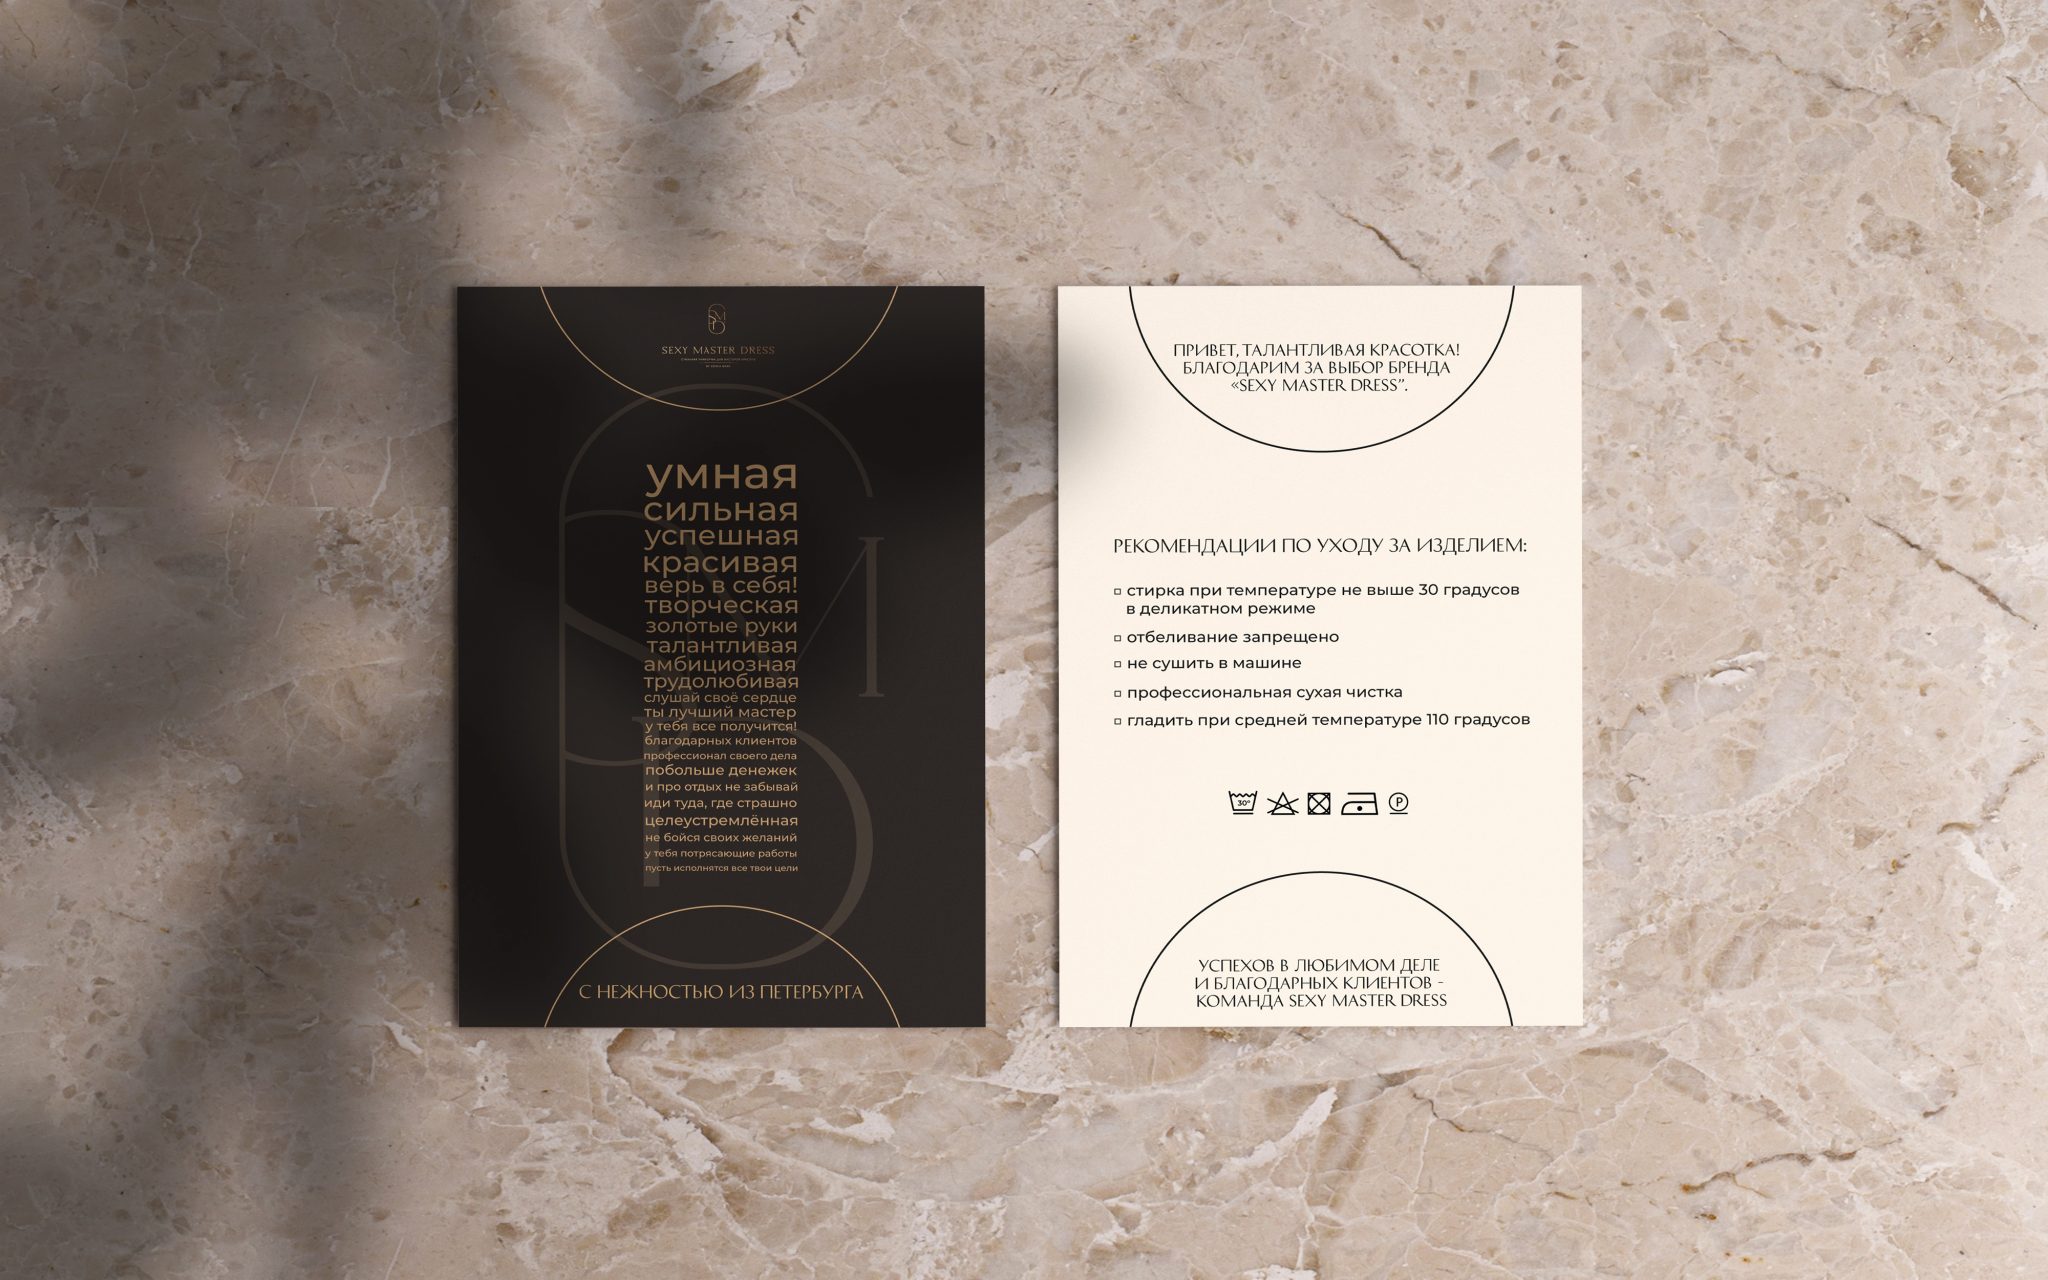 SEXY MASTER DRESS
умная
сильная
успешная
красивая
верь в себя!
творческая
золотые руки
талантливая
амбициозная
трудолюбивая
слушай своё сердце
ты лучший мастер
у тебя все получится!
благодарных клиентов
профессионал своего дела
побольше денежек
и про отдых не забывай
иди туда, где страшно
целеустремлённая
не бойся своих желаний
у тебя потрясающие работы
пусть исполнятся все твои цели
С НЕЖНОСТЬЮ ИЗ ПЕТЕРБУРГА
ПРИВЕТ, ТАЛАНТЛИВАЯ КРАСОТКА!
БЛАГОДАРИМ ЗА ВЫБОР БРЕНДА
«SEXY MASTER DRESS”.
РЕКОМЕНДАЦИИ ПО УХОДУ ЗА ИЗДЕЛИЕМ:
стирка при температуре не выше 30 градусов
в деликатном режиме
отбеливание запрещено
не сушить в машине
профессиональная сухая чистка
гладить при средней температуре 110 градусов
30° P
УСПЕХОВ В ЛЮБИМОМ ДЕЛЕ
И БЛАГОДАРНЫХ КЛИЕНТОВ -
КОМАНДА SEXY MASTER DRESS